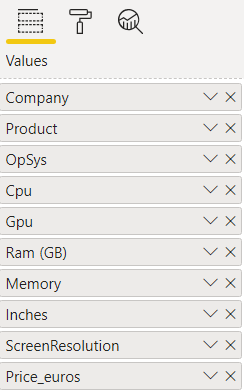 Values
Company
Product
OpSys
Cpu
Gpu
Ram (GB)
Memory
Inches
ScreenResolution
Price_euros